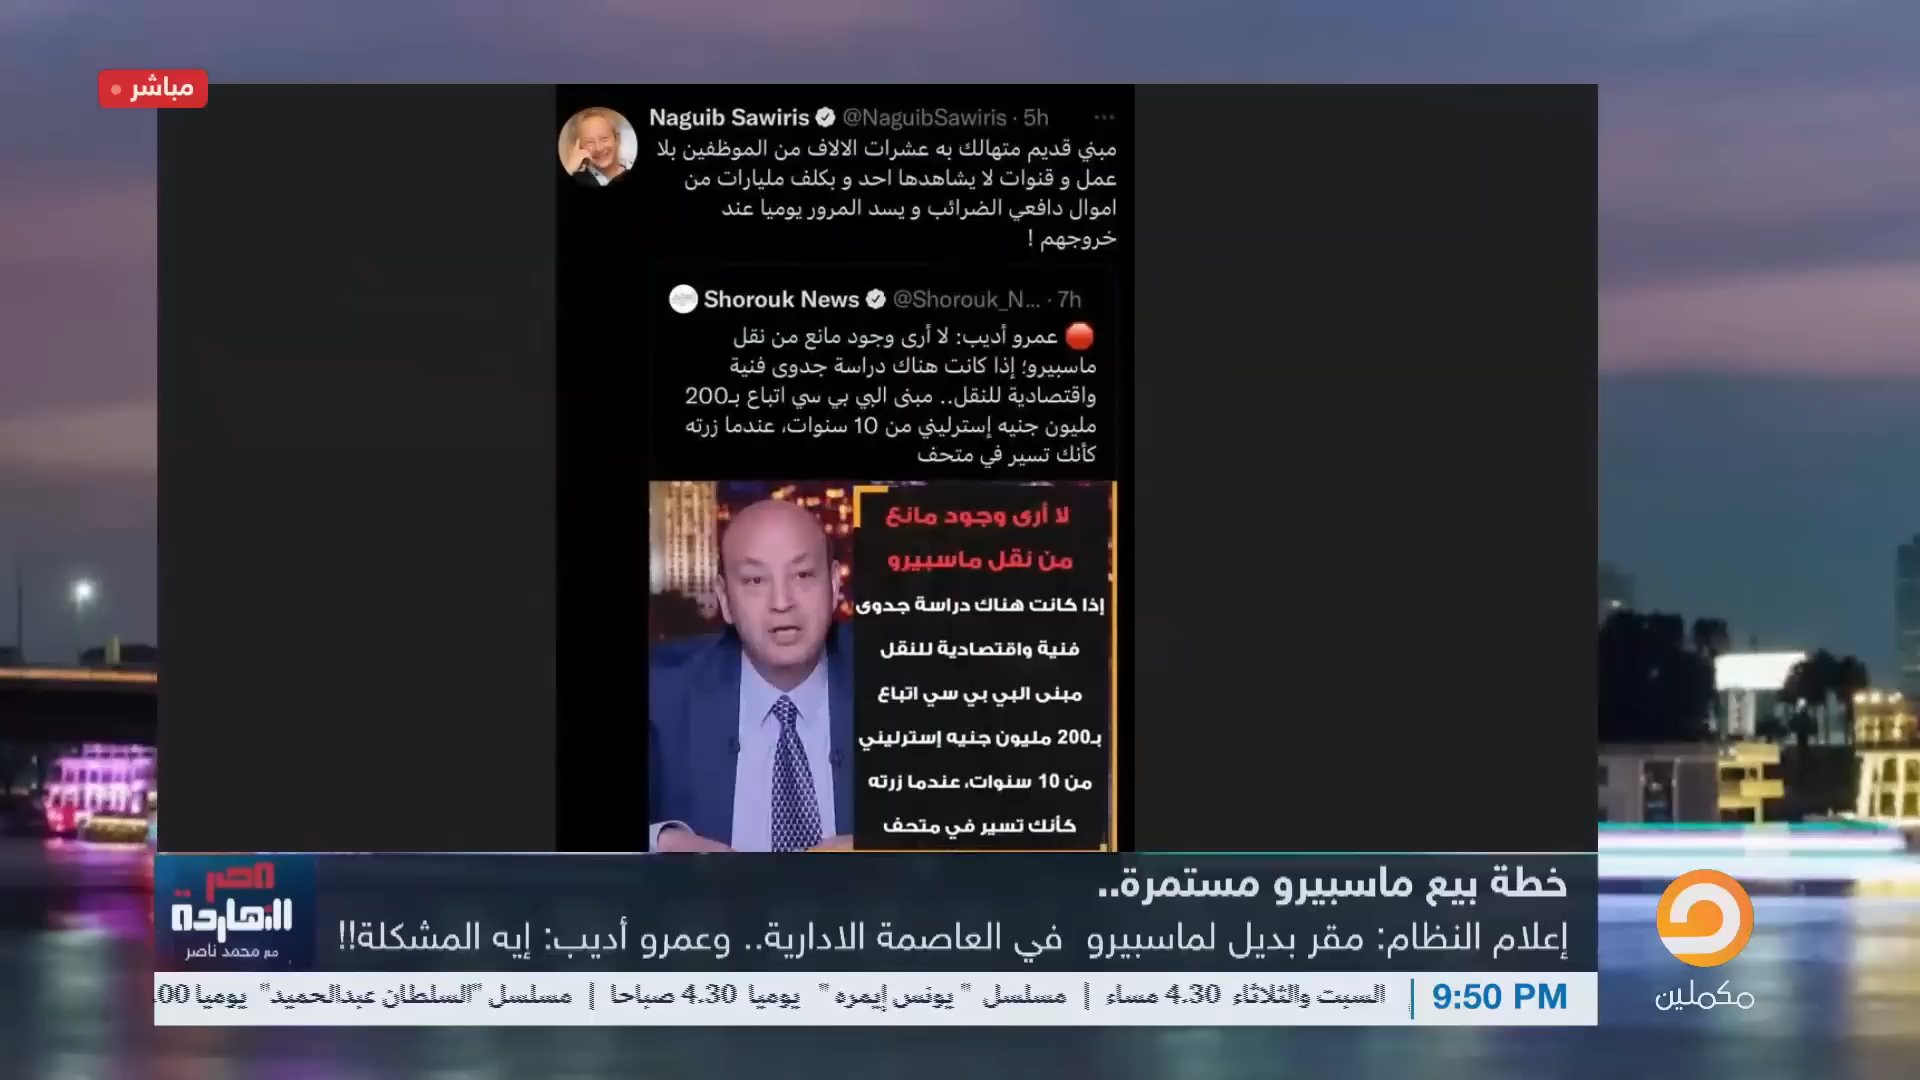 مباشر
Naguib Sawiris @NaguibSawiris · 5h
مبني قديم متهالك به عشرات الالاف من الموظفين بلا
عمل و قنوات لا يشاهدها احد و بكلف مليارات من
اموال دافعي الضرائب و يسد المرور يوميا عند
خروجهم !
Shorouk News @Shorouk_N... · 7h
عمرو أديب: لا أرى وجود مانع من نقل
ماسبيرو؛ إذا كانت هناك دراسة جدوى فنية
واقتصادية للنقل.. مبنى البي بي سي اتباع بـ200
مليون جنيه إسترليني من 10 سنوات، عندما زرته
كأنك تسير في متحف
لا أرى وجود مانع
من نقل ماسبيرو
إذا كانت هناك دراسة جدوى
فنية واقتصادية للنقل
مبنى البي بي سي اتباع
بـ200 مليون جنيه إسترليني
من 10 سنوات، عندما زرته
كأنك تسير في متحف
خطة بيع ماسبيرو مستمرة..
إعلام النظام: مقر بديل لماسبيرو في العاصمة الادارية.. وعمرو أديب: إيه المشكلة!!
مصر
النهاردة
مع محمد ناصر
9:50 PM
السبت والثلاثاء 4.30 مساء | مسلسل "يونس إيمره" يوميا 4.30 صباحا | مسلسل "السلطان عبدالحميد" يوميا 00.
مكملين